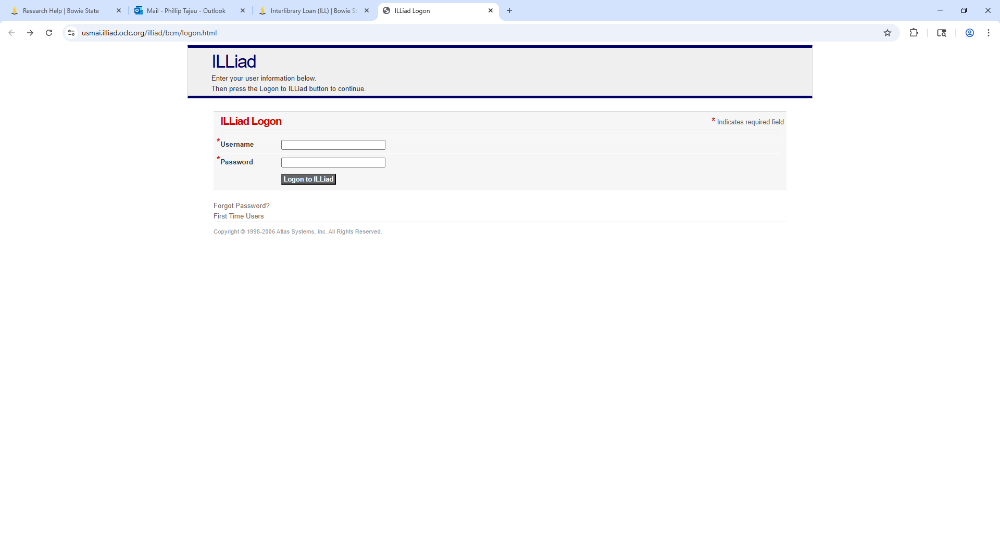 Research Help | Bowie State
Mail - Phillip Tajeu - Outlook
Interlibrary Loan (ILL) | Bowie St
ILLiad Logon
usmai.illiad.oclc.org/illiad/bcm/logon.html
ILLiad
Enter your user information below.
Then press the Logon to ILLiad button to continue.
ILLiad Logon
* Indicates required field
*Username
*Password
Logon to ILLiad
Forgot Password?
First Time Users
Copyright © 1998-2006 Atlas Systems, Inc. All Rights Reserved.